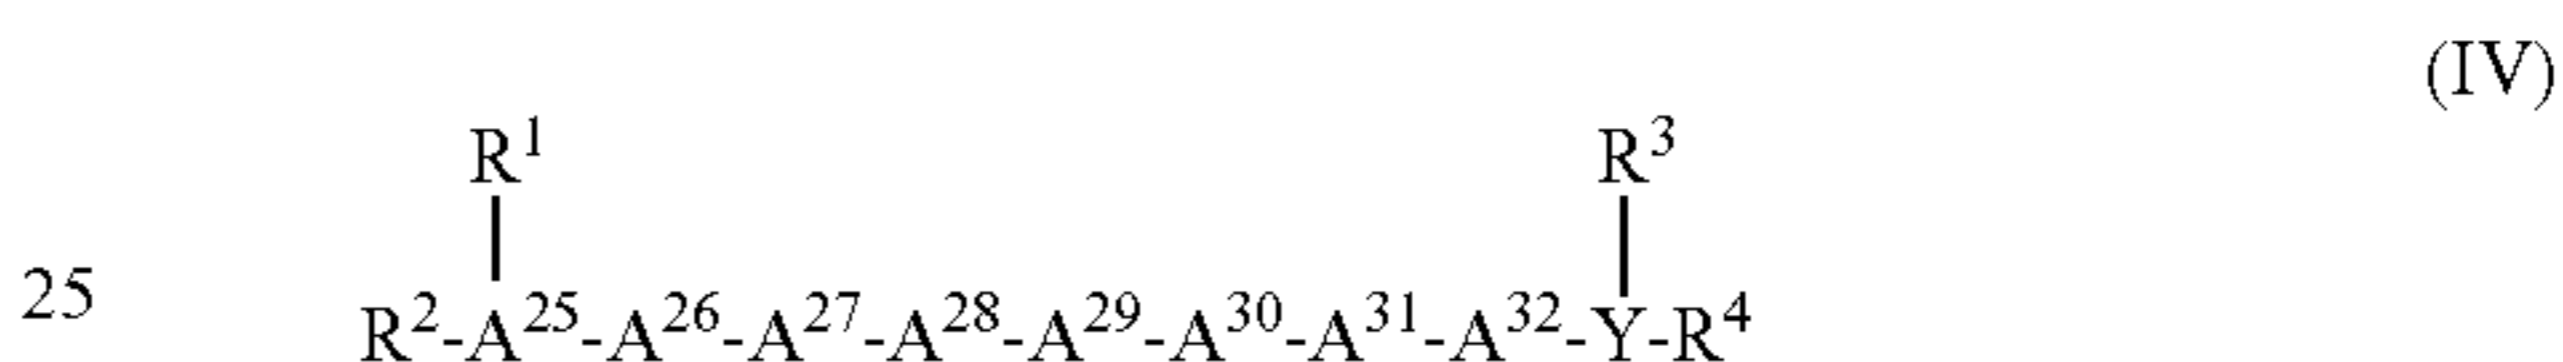 (IV)
R¹ R³
25 R²-A²⁵-A²⁶-A²⁷-A²⁸-A²⁹-A³⁰-A³¹-A³²-Y-R⁴